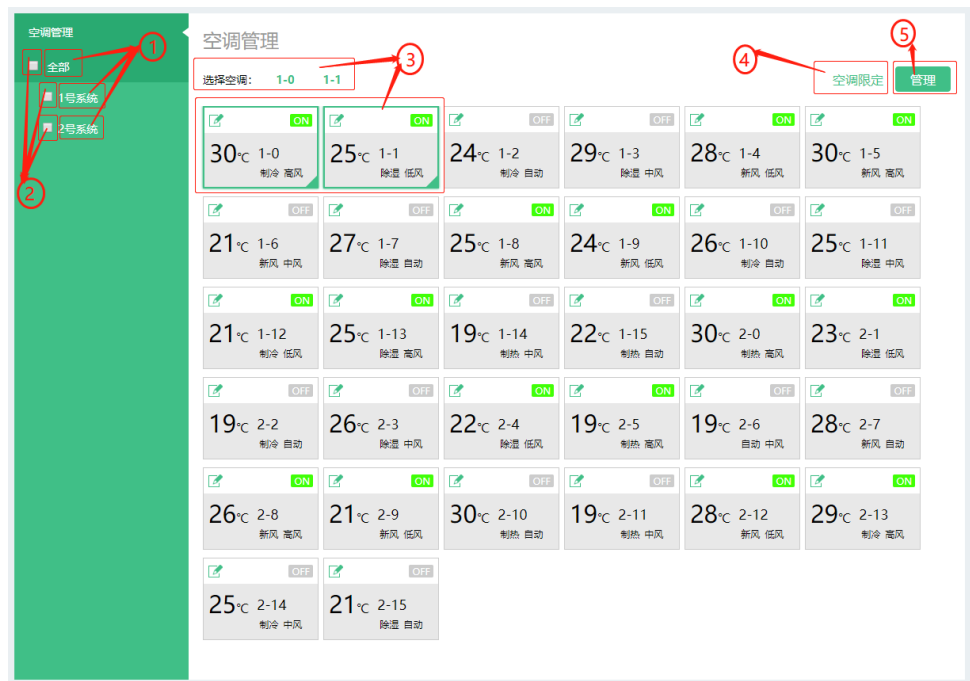 空调管理
全部
1号系统
2号系统
①
②
空调管理
选择空调： 1-0 1-1
③
④
⑤
空调限定 管理
ON ON OFF OFF ON ON
30℃ 1-0 25℃ 1-1 24℃ 1-2 29℃ 1-3 28℃ 1-4 30℃ 1-5
制冷 高风 除湿 低风 制冷 自动 除湿 中风 新风 低风 新风 高风
OFF OFF ON ON OFF OFF
21℃ 1-6 27℃ 1-7 25℃ 1-8 24℃ 1-9 26℃ 1-10 25℃ 1-11
新风 中风 除湿 自动 新风 高风 新风 低风 制冷 自动 除湿 中风
ON ON OFF OFF ON ON
21℃ 1-12 25℃ 1-13 19℃ 1-14 22℃ 1-15 30℃ 2-0 23℃ 2-1
制冷 低风 除湿 高风 制热 中风 制热 自动 制热 高风 除湿 低风
OFF OFF ON ON OFF OFF
19℃ 2-2 26℃ 2-3 22℃ 2-4 19℃ 2-5 19℃ 2-6 28℃ 2-7
制冷 自动 除湿 中风 除湿 低风 制热 高风 自动 中风 新风 自动
ON ON OFF OFF ON ON
26℃ 2-8 21℃ 2-9 30℃ 2-10 19℃ 2-11 28℃ 2-12 29℃ 2-13
新风 高风 新风 低风 制热 自动 制热 中风 新风 低风 制冷 高风
OFF OFF
25℃ 2-14 21℃ 2-15
制冷 中风 除湿 自动